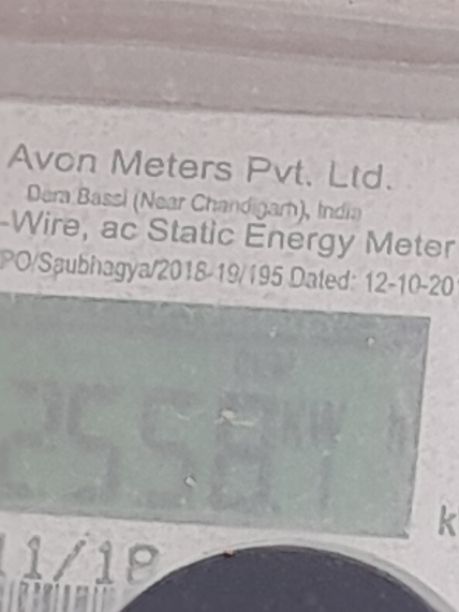 Avon Meters Pvt. Ltd.
Dera Bassi (Near Chandigarh), India
-Wire, ac Static Energy Meter
PO/Saubhagya/2018-19/195 Dated: 12-10-20
k
11/18